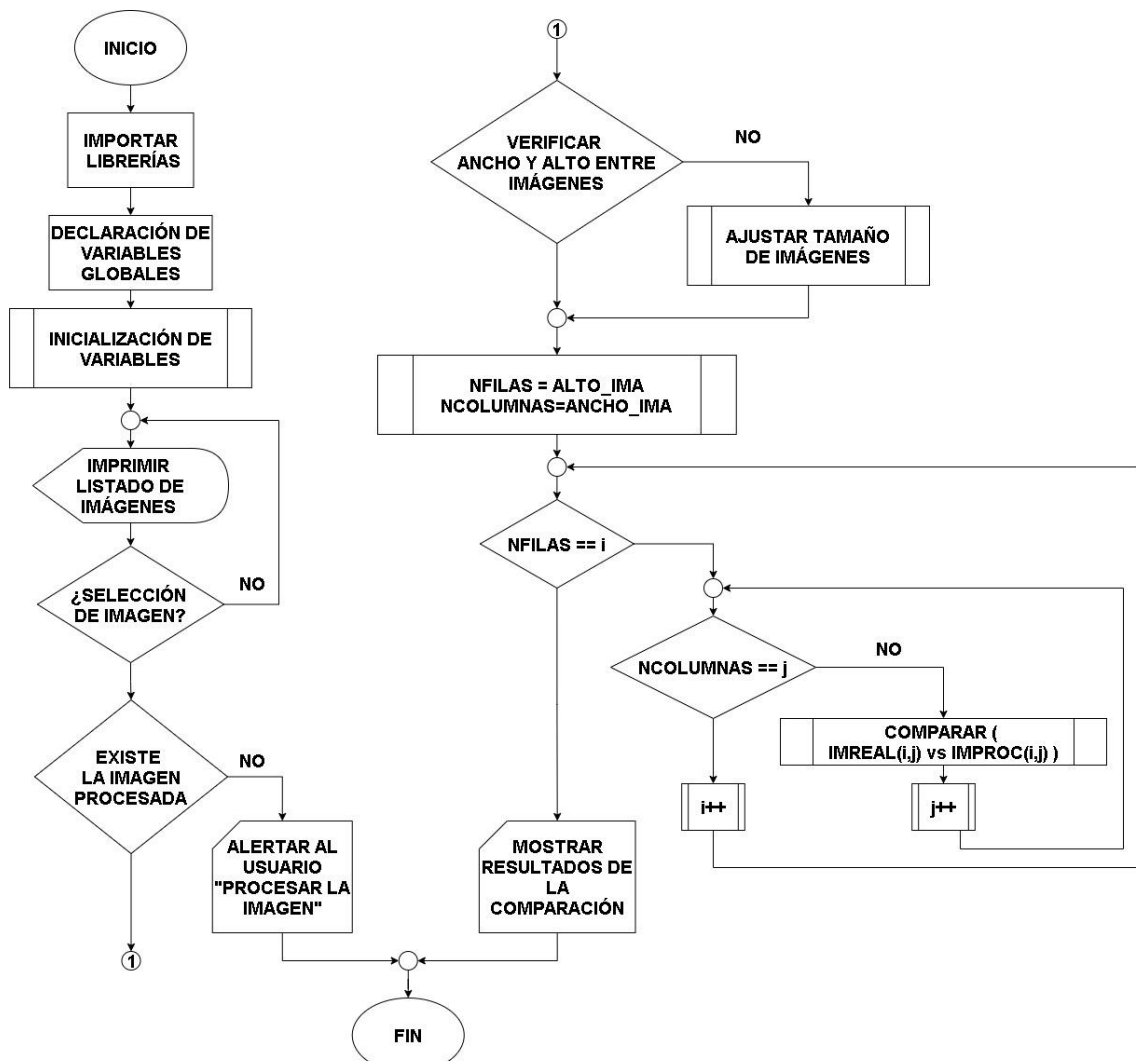 INICIO
IMPORTAR
LIBRERÍAS
DECLARACIÓN DE
VARIABLES
GLOBALES
INICIALIZACIÓN DE
VARIABLES
IMPRIMIR
LISTADO DE
IMÁGENES
¿SELECCIÓN
DE IMAGEN?
NO
EXISTE
LA IMAGEN
PROCESADA
NO
ALERTAR AL
USUARIO
"PROCESAR LA
IMAGEN"
1
1
VERIFICAR
ANCHO Y ALTO ENTRE
IMÁGENES
NO
AJUSTAR TAMAÑO
DE IMÁGENES
NFILAS = ALTO_IMA
NCOLUMNAS=ANCHO_IMA
NFILAS == i
NCOLUMNAS == j
NO
COMPARAR (
IMREAL(i,j) vs IMPROC(i,j) )
i++
j++
MOSTRAR
RESULTADOS DE
LA
COMPARACIÓN
FIN